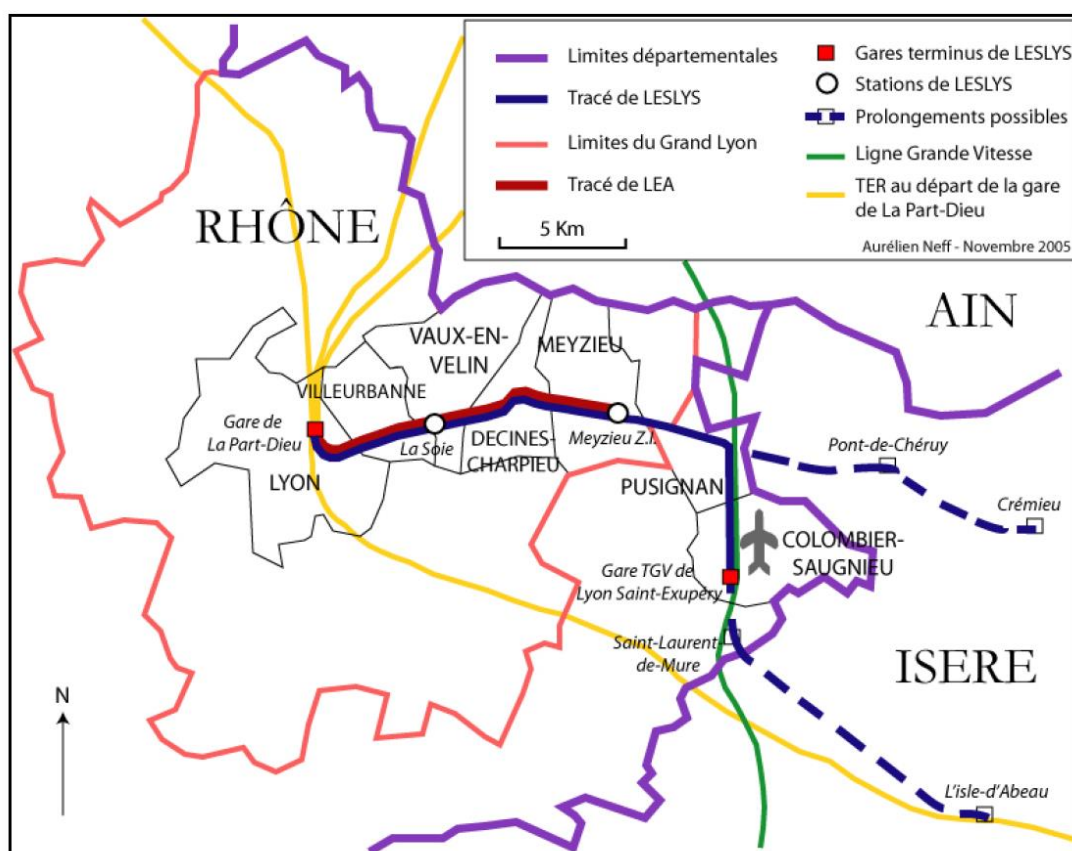 Limites départementales
Tracé de LESLYS
Limites du Grand Lyon
Tracé de LEA
5 Km
Gares terminus de LESLYS
Stations de LESLYS
Prolongements possibles
Ligne Grande Vitesse
TER au départ de la gare
de La Part-Dieu
Aurélien Neff - Novembre 2005
RHÔNE
AIN
VAUX-EN-
VELIN
MEYZIEU
VILLEURBANNE
Gare de
La Part-Dieu
La Soie
Meyzieu Z.I.
DECINES-
CHARPIEU
LYON
PUSIGNAN
Pont-de-Chéruy
Crémieu
COLOMBIER-
SAUGNIEU
Gare TGV de
Lyon Saint-Exupéry
Saint-Laurent-
de-Mure
ISERE
N
L'isle-d'Abeau